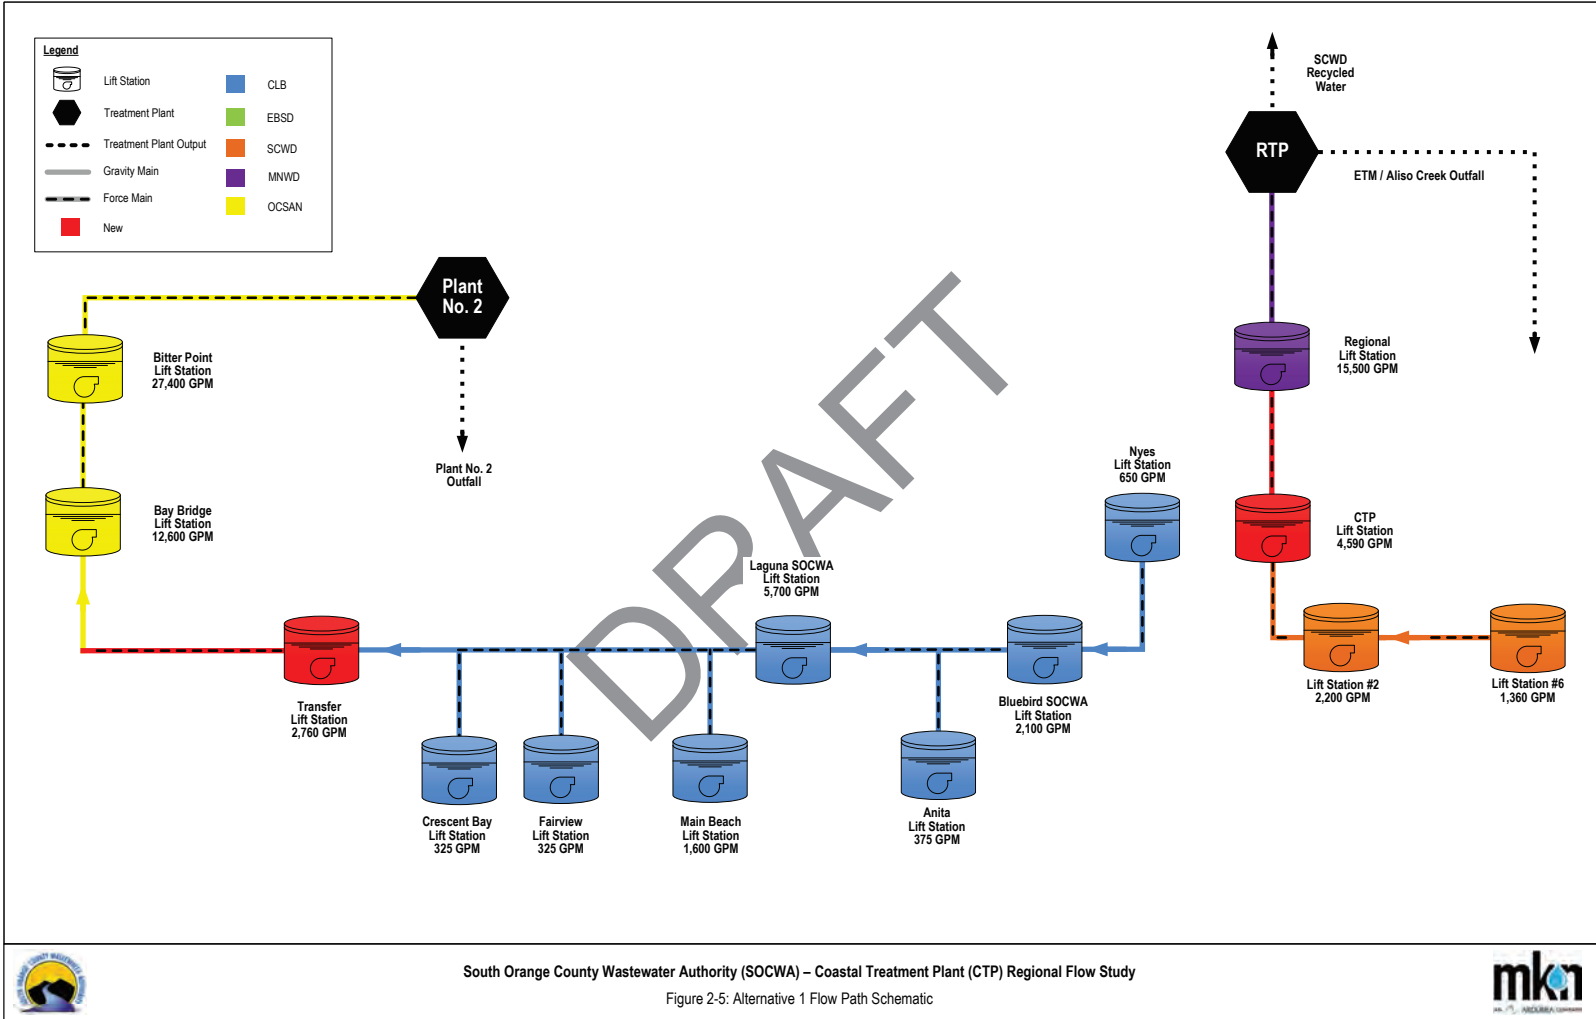 Legend
Lift Station
Treatment Plant
Treatment Plant Output
Gravity Main
Force Main
New
CLB
EBSD
SCWD
MNWD
OCSAN
SCWD
Recycled
Water
RTP
ETM / Aliso Creek Outfall
Plant
No. 2
Plant No. 2
Outfall
Bitter Point
Lift Station
27,400 GPM
Bay Bridge
Lift Station
12,600 GPM
Regional
Lift Station
15,500 GPM
Nyes
Lift Station
650 GPM
CTP
Lift Station
4,590 GPM
Laguna SOCWA
Lift Station
5,700 GPM
Transfer
Lift Station
2,760 GPM
Bluebird SOCWA
Lift Station
2,100 GPM
Lift Station #2
2,200 GPM
Lift Station #6
1,360 GPM
Crescent Bay
Lift Station
325 GPM
Fairview
Lift Station
325 GPM
Main Beach
Lift Station
1,600 GPM
Anita
Lift Station
375 GPM
DRAFT
South Orange County Wastewater Authority (SOCWA) – Coastal Treatment Plant (CTP) Regional Flow Study
Figure 2-5: Alternative 1 Flow Path Schematic
mkn